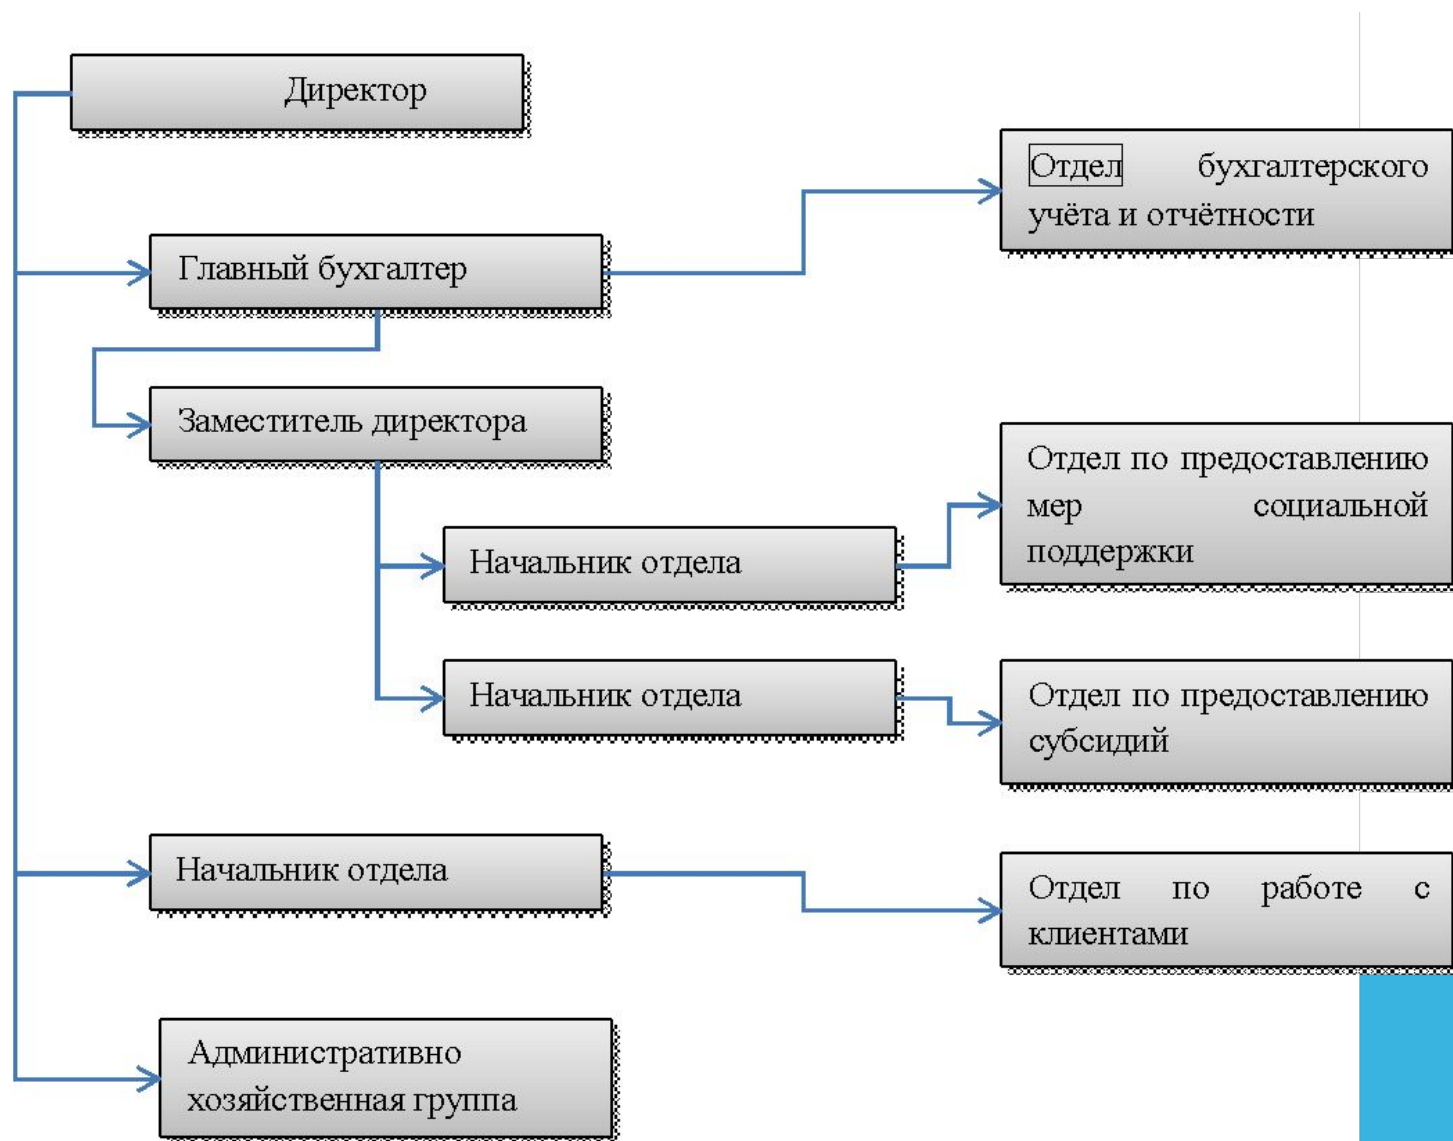 Директор
Отдел бухгалтерского
учёта и отчётности
Главный бухгалтер
Заместитель директора
Отдел по предоставлению
мер социальной
поддержки
Начальник отдела
Начальник отдела
Отдел по предоставлению
субсидий
Начальник отдела
Отдел по работе с
клиентами
Административно
хозяйственная группа